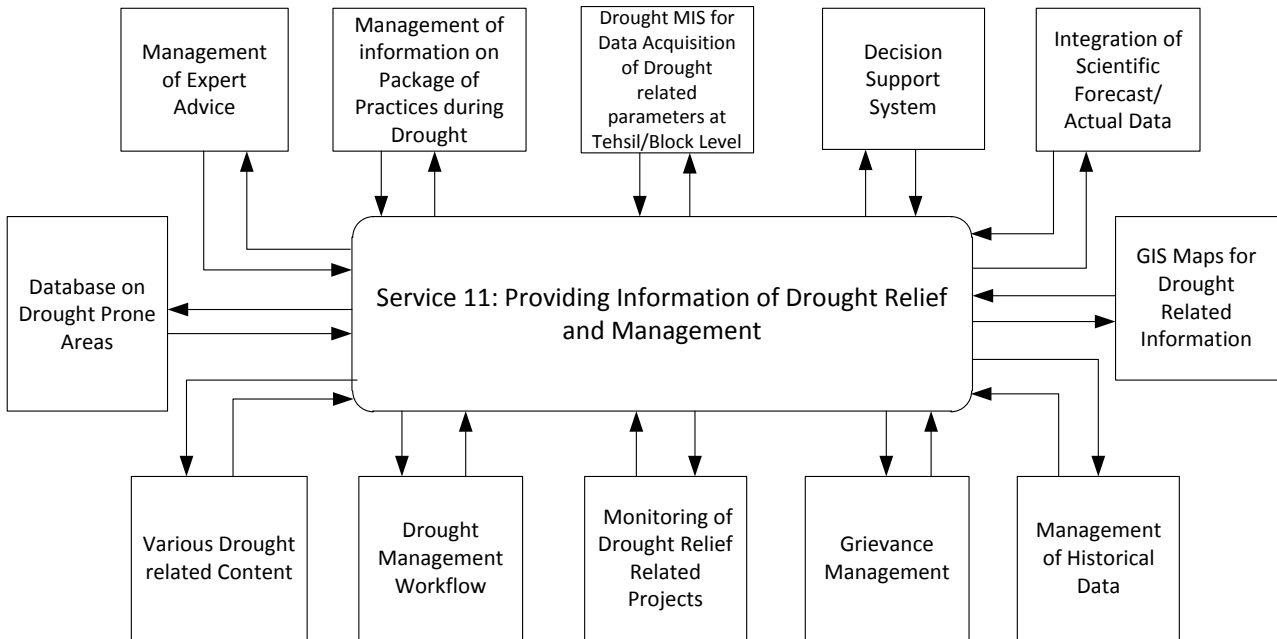 Management
of Expert
Advice
Management of
information on
Package of
Practices during
Drought
Drought MIS for
Data Acquisition
of Drought
related
parameters at
Tehsil/Block Level
Decision
Support
System
Integration of
Scientific
Forecast/
Actual Data
Database on
Drought Prone
Areas
Service 11: Providing Information of Drought Relief
and Management
GIS Maps for
Drought
Related
Information
Various Drought
related Content
Drought
Management
Workflow
Monitoring of
Drought Relief
Related
Projects
Grievance
Management
Management
of Historical
Data